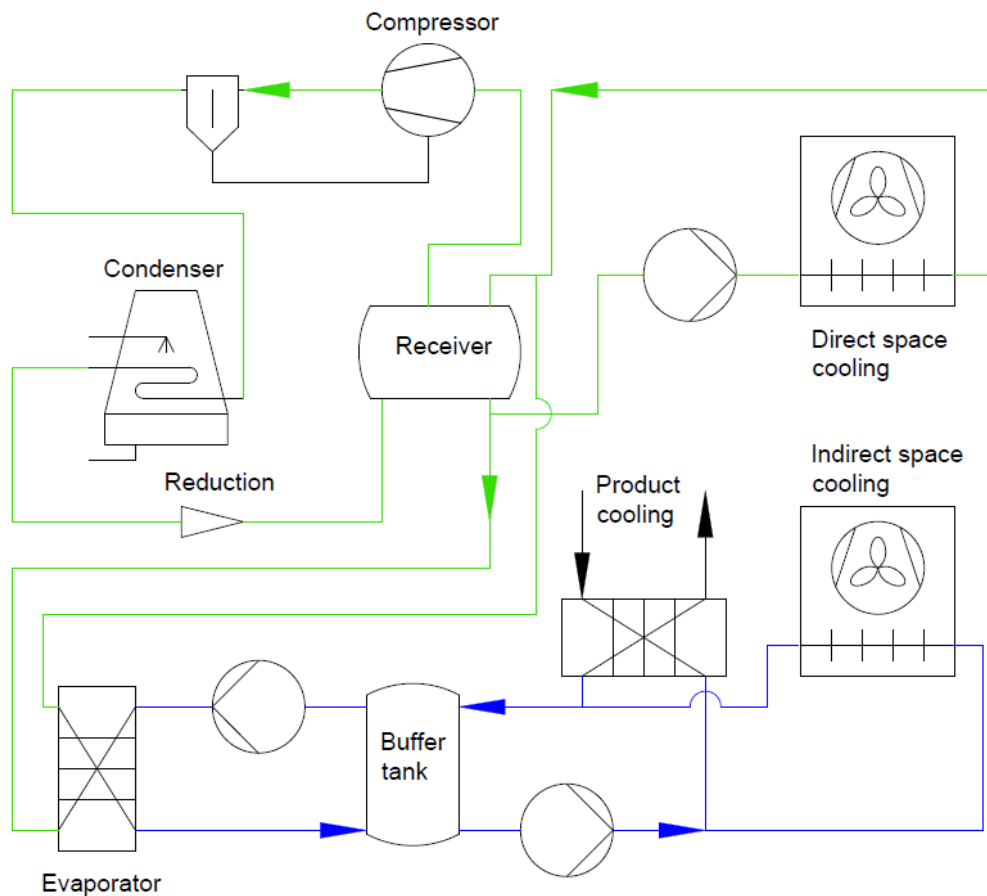 Compressor
Condenser
Receiver
Direct space
cooling
Reduction
Product
cooling
Indirect space
cooling
Buffer
tank
Evaporator